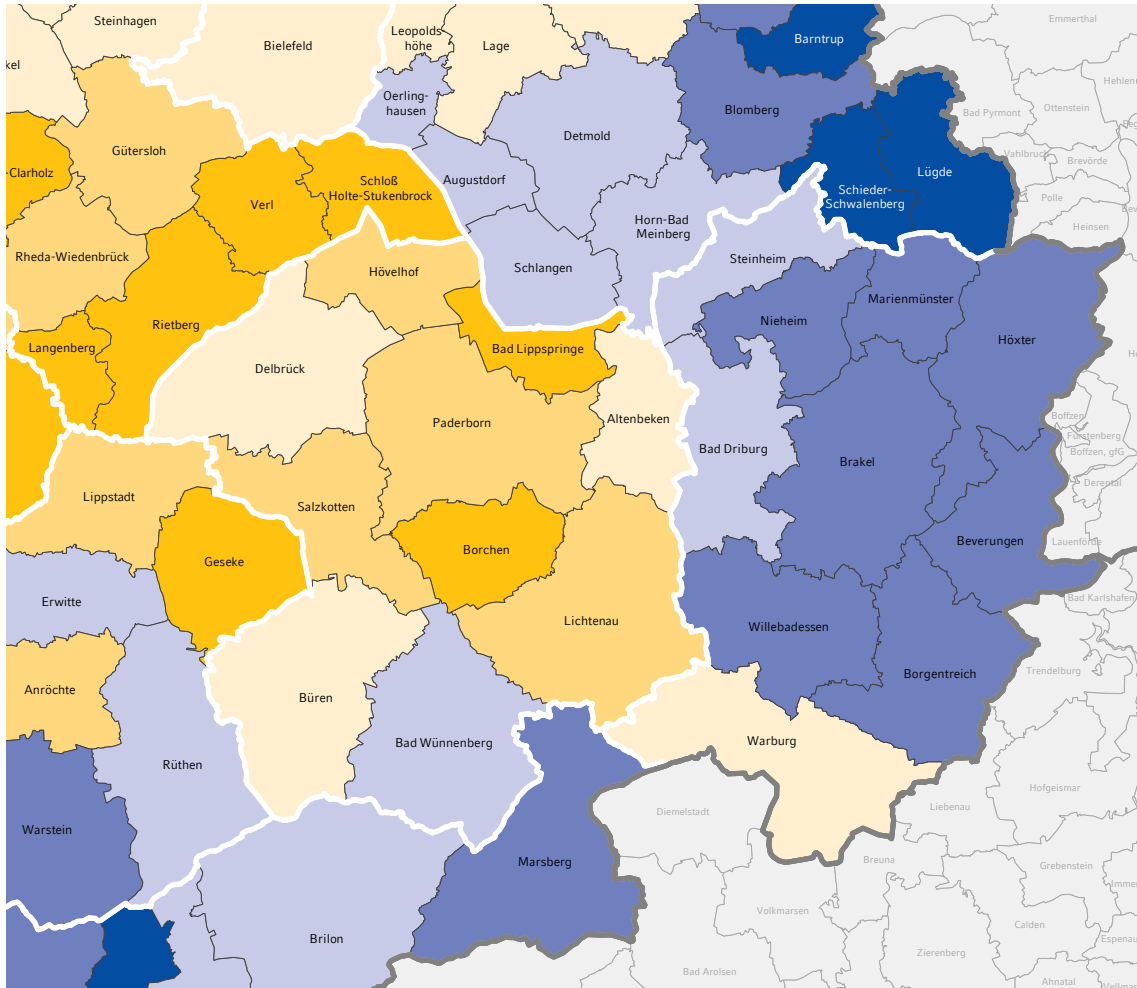 Steinhagen
Bielefeld
Leopolds-
höhe
Lage
Barntrup
Emmerthal
kel
Oerling-
hausen
Blomberg
Detmold
Bad Pyrmont
Ottenstein
Hehlen
Gütersloh
-Clarholz
Verl
Schloß
Holte-Stukenbrock
Augustdorf
Schieder-
Schwalenberg
Lügde
Vahlbruch
Brevörde
Polle
Heinsen
Horn-Bad
Meinberg
Rheda-Wiedenbrück
Hövelhof
Schlangen
Steinheim
Marienmünster
Rietberg
Nieheim
Höxter
Langenberg
Bad Lippspringe
Delbrück
Altenbeken
Paderborn
Bad Driburg
Brakel
Boffzen
Fürstenberg
Boffzen, gfG
Derental
Lippstadt
Salzkotten
Geseke
Borchen
Beverungen
Lauenförde
Erwitte
Lichtenau
Willebadessen
Bad Karlshafen
Trendelburg
Anröchte
Büren
Borgentreich
Rüthen
Bad Wünnenberg
Warburg
Hofgeismar
Diemelstadt
Liebenau
Warstein
Marsberg
Breuna
Grebenstein
Immen
Volkmarsen
Calden
Brilon
Espenau
Zierenberg
Bad Arolsen
Ahnatal
Vellmar